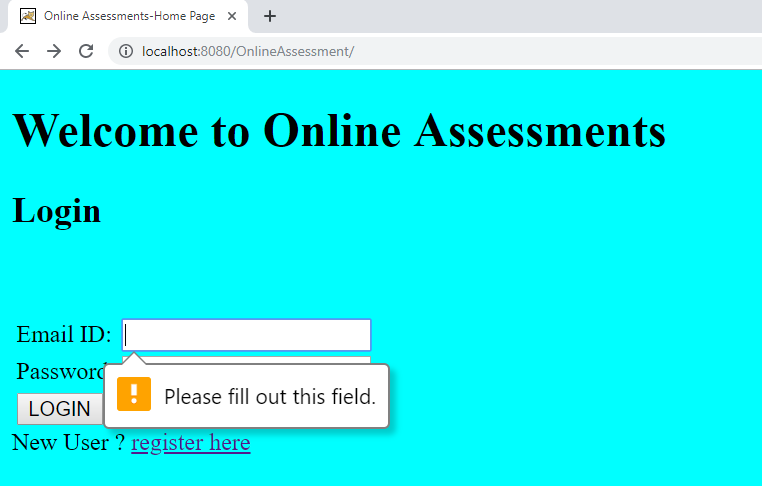 Online Assessments-Home Page
localhost:8080/OnlineAssessment/
Welcome to Online Assessments
Login
Email ID:
Password
Please fill out this field.
LOGIN
New User ? register here